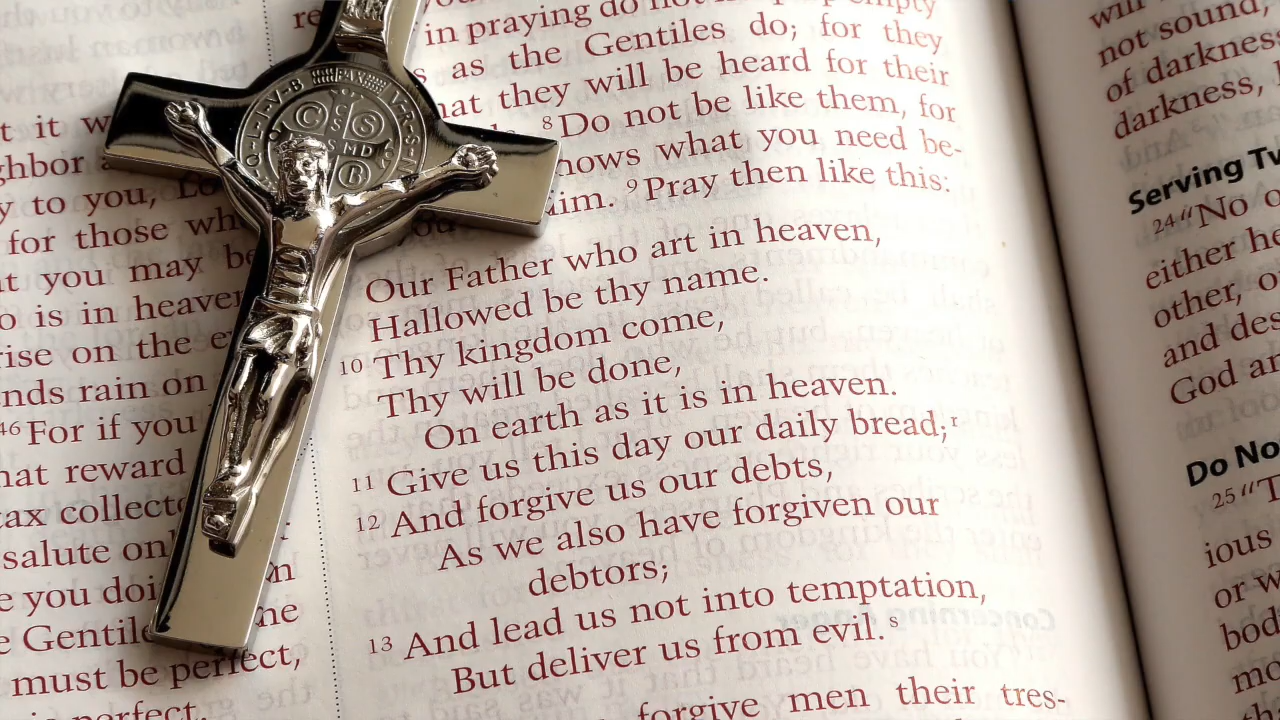 it
ghbor
y to you,
for those wh
t you may be
o is in heaven
rise on the
nds rain on
46 For if you
hat reward
tax collect
salute on
e you doi
Gentile
must be perfect,
perfect.
in praying do not empty
as the Gentiles do; for they
hat they will be heard for their
8 Do not be like them, for
nows what you need be-
him. 9 Pray then like this:
Our Father who art in heaven,
Hallowed be thy name.
10 Thy kingdom come,
Thy will be done,
On earth as it is in heaven.
11 Give us this day our daily bread;r
12 And forgive us our debts,
As we also have forgiven our
debtors;
13 And lead us not into temptation,
But deliver us from evil.s
forgive men their tres-
will
not sound,
of darkness
darkness,
Serving Tw
24 "No o
either he
other, o
and des
God an
Do No
25 "T
ious
or w
bod
mo
C S S M D B
C S
S M L